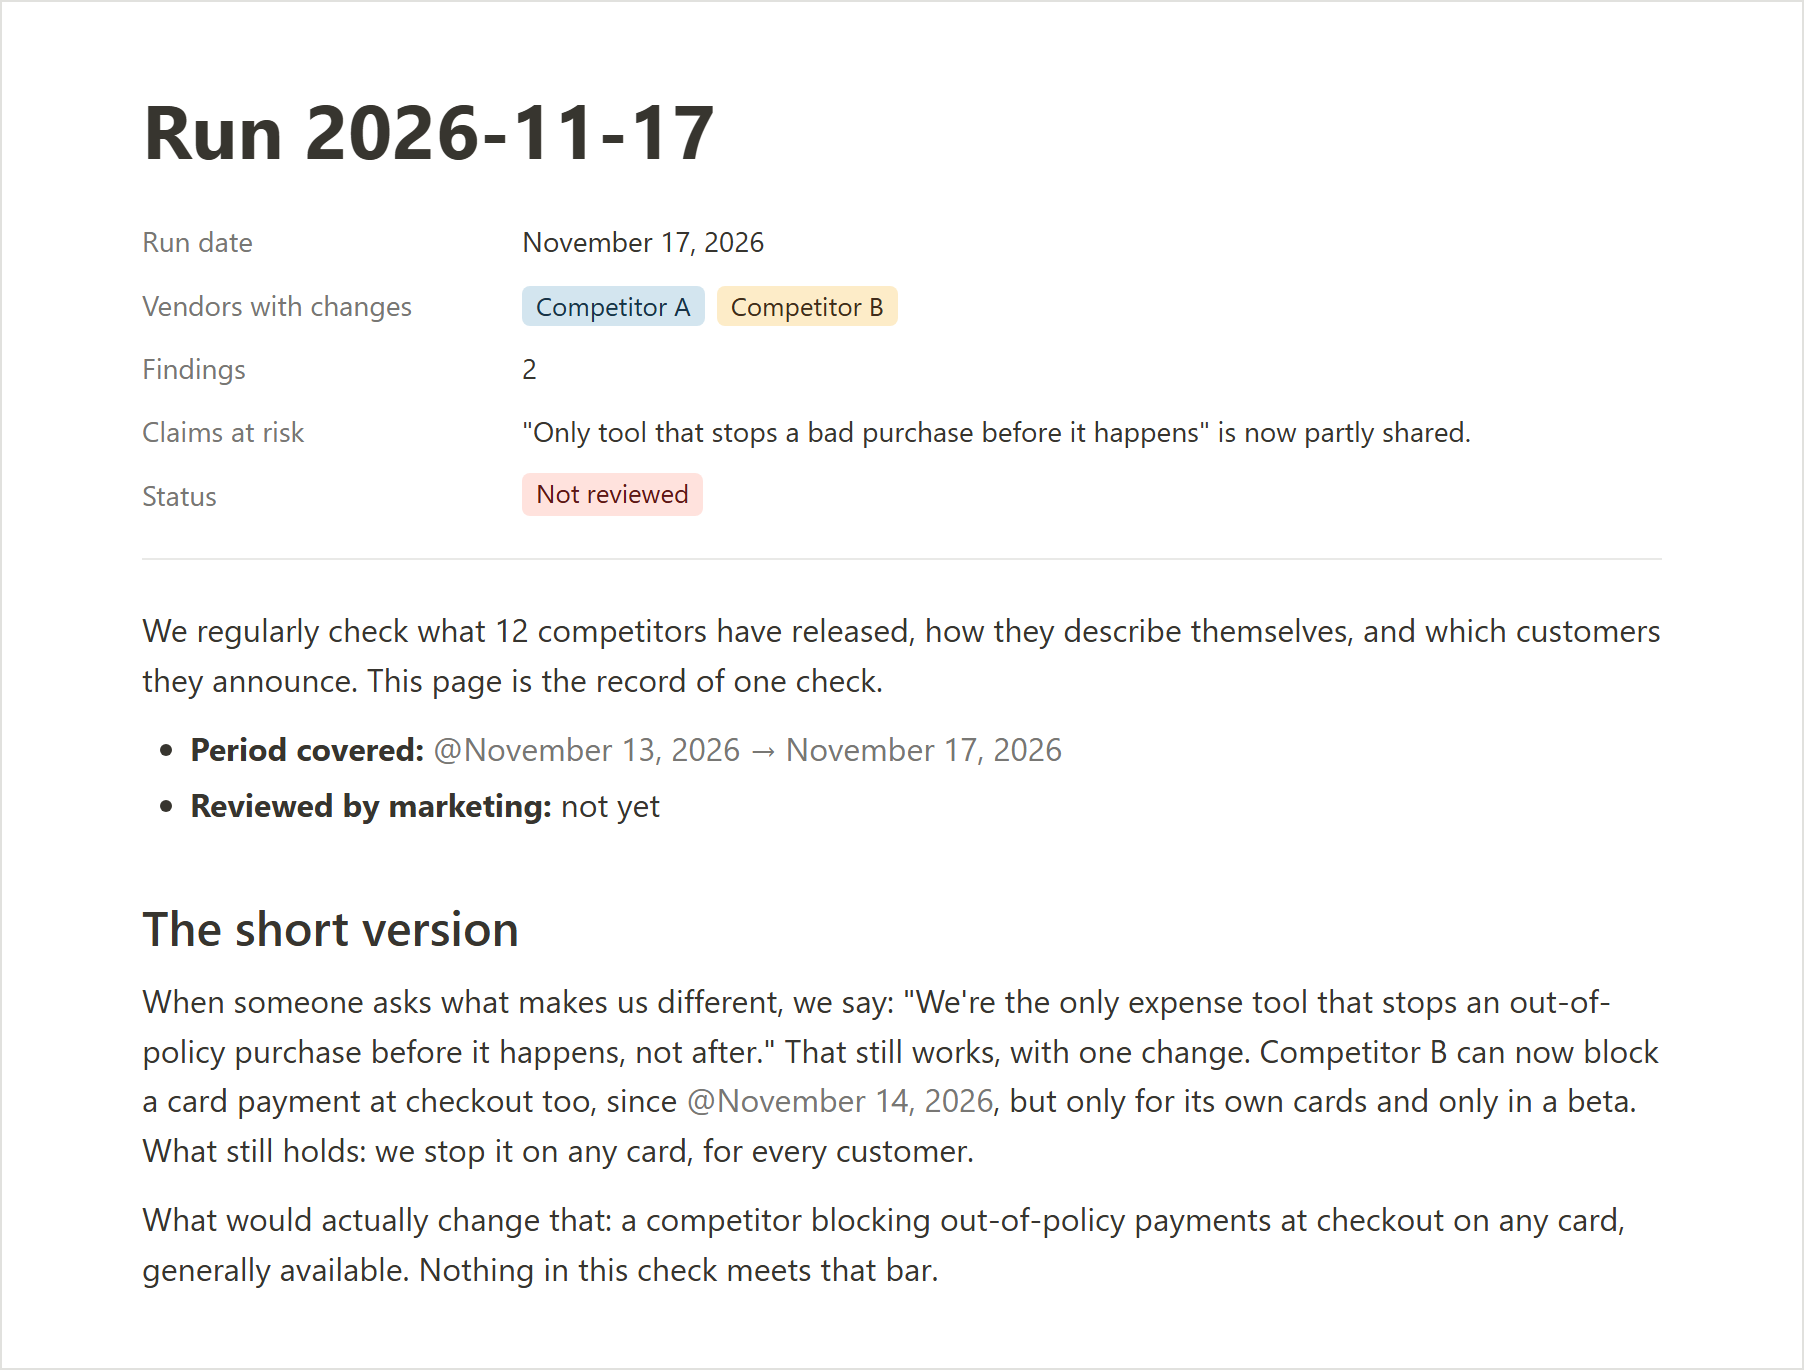 Run 2026-11-17
Run date November 17, 2026
Vendors with changes Competitor A Competitor B
Findings 2
Claims at risk "Only tool that stops a bad purchase before it happens" is now partly shared.
Status Not reviewed
We regularly check what 12 competitors have released, how they describe themselves, and which customers
they announce. This page is the record of one check.
• Period covered: @November 13, 2026 → November 17, 2026
• Reviewed by marketing: not yet
The short version
When someone asks what makes us different, we say: "We're the only expense tool that stops an out-of-
policy purchase before it happens, not after." That still works, with one change. Competitor B can now block
a card payment at checkout too, since @November 14, 2026, but only for its own cards and only in a beta.
What still holds: we stop it on any card, for every customer.
What would actually change that: a competitor blocking out-of-policy payments at checkout on any card,
generally available. Nothing in this check meets that bar.